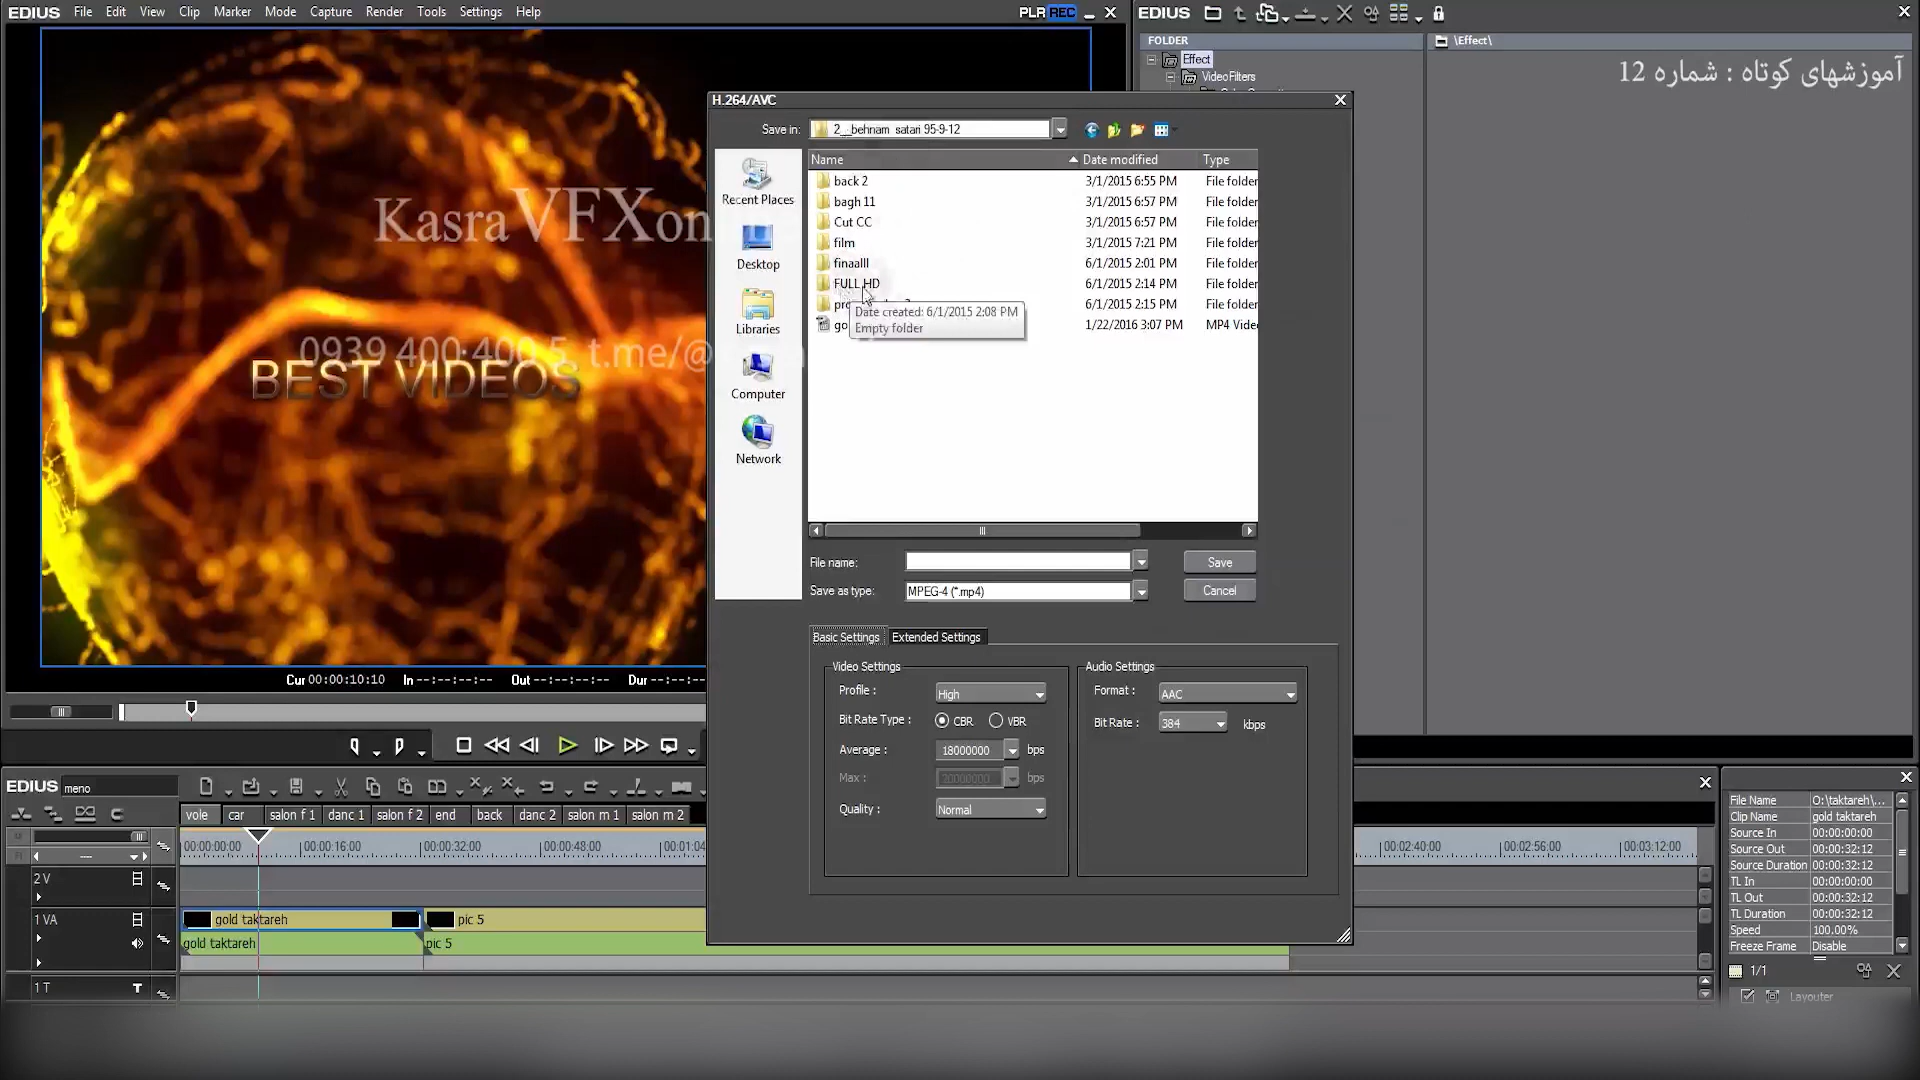 EDIUS File Edit View Clip Marker Mode Capture Render Tools Settings Help PLR REC
EDIUS
FOLDER
\Effect\
Effect
VideoFilters
آموزشهای کوتاه : شماره 12
H.264/AVC
Save in: 2__behnam satari 95-9-12
Name Date modified Type
back 2 3/1/2015 6:55 PM File folder
bagh 11 3/1/2015 6:57 PM File folder
Cut CC 3/1/2015 6:57 PM File folder
film 3/1/2015 7:21 PM File folder
finaalll 6/1/2015 2:01 PM File folder
FULL HD 6/1/2015 2:14 PM File folder
6/1/2015 2:15 PM File folder
1/22/2016 3:07 PM MP4 Vide
Date created: 6/1/2015 2:08 PM
Empty folder
Recent Places
Desktop
Libraries
Computer
Network
KasraVFXon
0939 400 400 5 t.me/@
BEST VIDEOS
File name: Save
Save as type: MPEG-4 (*.mp4) Cancel
Basic Settings Extended Settings
Video Settings
Profile : High
Bit Rate Type : CBR VBR
Average : 18000000 bps
Max : 20000000 bps
Quality : Normal
Audio Settings
Format : AAC
Bit Rate : 384 kbps
Cur 00:00:10:10 In --:--:--:-- Out --:--:--:-- Dur --:--:--
EDIUS meno
vole car salon f 1 danc 1 salon f 2 end back danc 2 salon m 1 salon m 2
00:00:00:00 00:00:16:00 00:00:32:00 00:00:48:00 00:01:04 00:02:40:00 00:02:56:00 00:03:12:00
2 V
1 VA gold taktareh pic 5
gold taktareh pic 5
1 T T
File Name O:\taktareh\...
Clip Name gold taktareh
Source In 00:00:00:00
Source Out 00:00:32:12
Source Duration 00:00:32:12
TL In 00:00:00:00
TL Out 00:00:32:12
TL Duration 00:00:32:12
Speed 100.00%
Freeze Frame Disable
1/1
Layouter